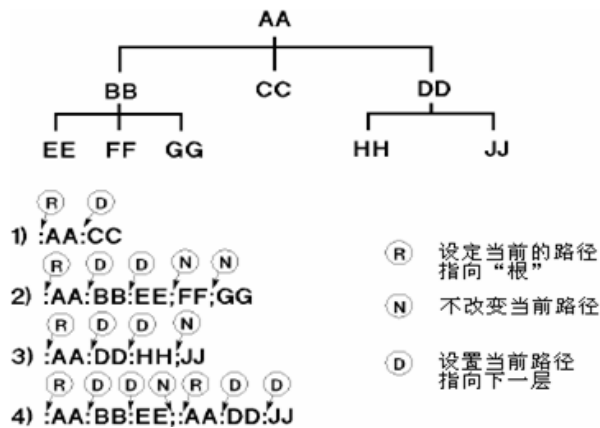 AA
BB CC DD
EE FF GG HH JJ
R D
1) :AA:CC
R D D N N
2) :AA:BB:EE;FF;GG
R D D N
3) :AA:DD:HH;JJ
R D D N R D D
4) :AA:BB:EE;:AA:DD:JJ
R 设定当前的路径
指向“根”
N 不改变当前路径
D 设置当前路径
指向下一层